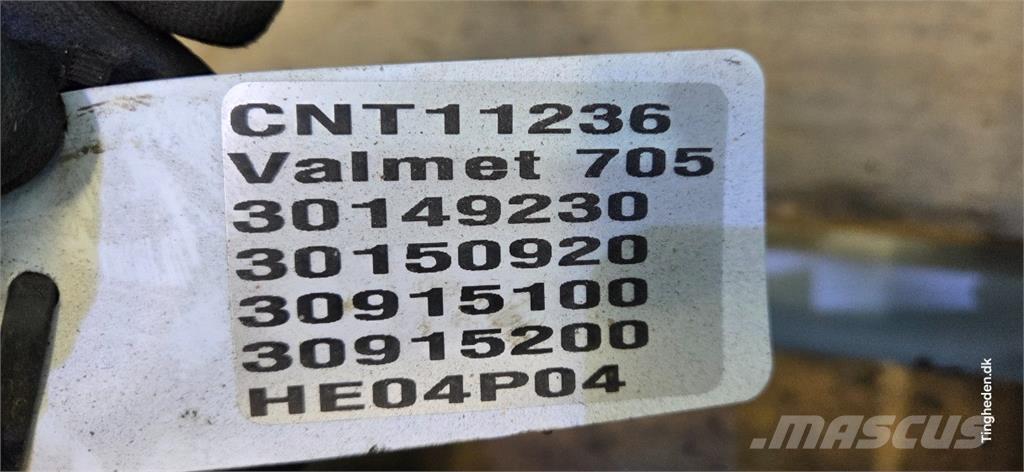 CNT11236
Valmet 705
30149230
30150920
30915100
30915200
HE04P04
MASCUS
Tingheden.dk